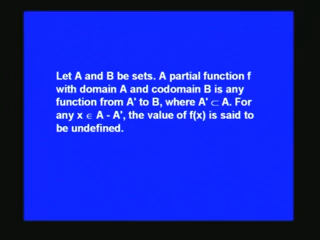 Let A and B be sets. A partial function f
with domain A and codomain B is any
function from A' to B, where A' ⊂ A. For
any x ∈ A - A', the value of f(x) is said to
be undefined.